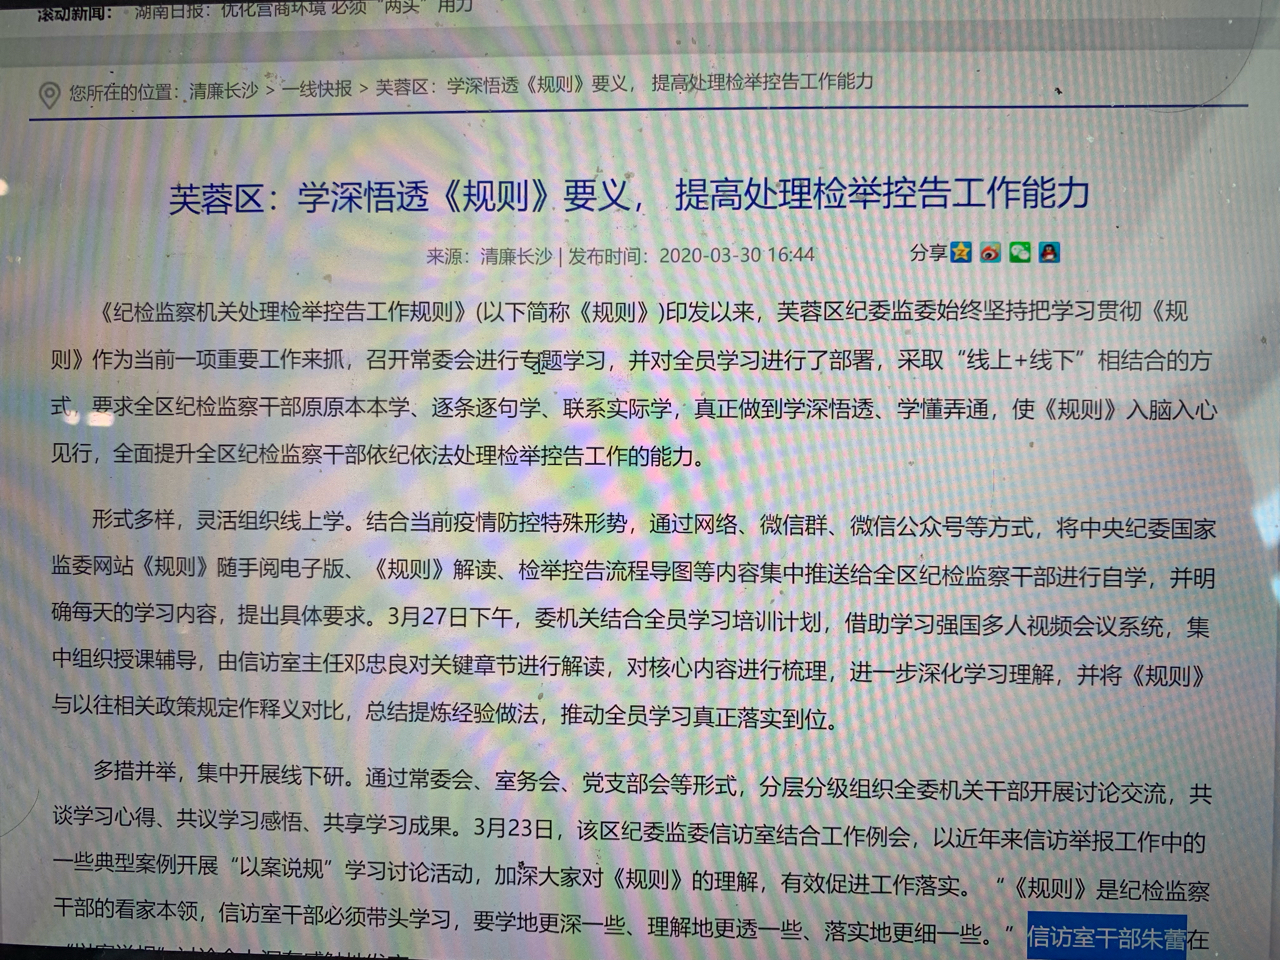 滚动新闻： 湖南日报：优化营商环境 必须“两头”用力
您所在的位置：清廉长沙 > 一线快报 > 芙蓉区：学深悟透《规则》要义， 提高处理检举控告工作能力
芙蓉区：学深悟透《规则》要义， 提高处理检举控告工作能力
来源：清廉长沙 | 发布时间：2020-03-30 16:44 分享
《纪检监察机关处理检举控告工作规则》(以下简称《规则》)印发以来，芙蓉区纪委监委始终坚持把学习贯彻《规
则》作为当前一项重要工作来抓，召开常委会进行专题学习，并对全员学习进行了部署，采取“线上+线下”相结合的方
式，要求全区纪检监察干部原原本本学、逐条逐句学、联系实际学，真正做到学深悟透、学懂弄通，使《规则》入脑入心
见行，全面提升全区纪检监察干部依纪依法处理检举控告工作的能力。
形式多样，灵活组织线上学。结合当前疫情防控特殊形势，通过网络、微信群、微信公众号等方式，将中央纪委国家
监委网站《规则》随手阅电子版、《规则》解读、检举控告流程导图等内容集中推送给全区纪检监察干部进行自学，并明
确每天的学习内容，提出具体要求。3月27日下午，委机关结合全员学习培训计划，借助学习强国多人视频会议系统，集
中组织授课辅导，由信访室主任邓忠良对关键章节进行解读，对核心内容进行梳理，进一步深化学习理解，并将《规则》
与以往相关政策规定作释义对比，总结提炼经验做法，推动全员学习真正落实到位。
多措并举，集中开展线下研。通过常委会、室务会、党支部会等形式，分层分级组织全委机关干部开展讨论交流，共
谈学习心得、共议学习感悟、共享学习成果。3月23日，该区纪委监委信访室结合工作例会，以近年来信访举报工作中的
一些典型案例开展“以案说规”学习讨论活动，加深大家对《规则》的理解，有效促进工作落实。“《规则》是纪检监察
干部的看家本领，信访室干部必须带头学习，要学地更深一些、理解地更透一些、落实地更细一些。”信访室干部朱蕾在